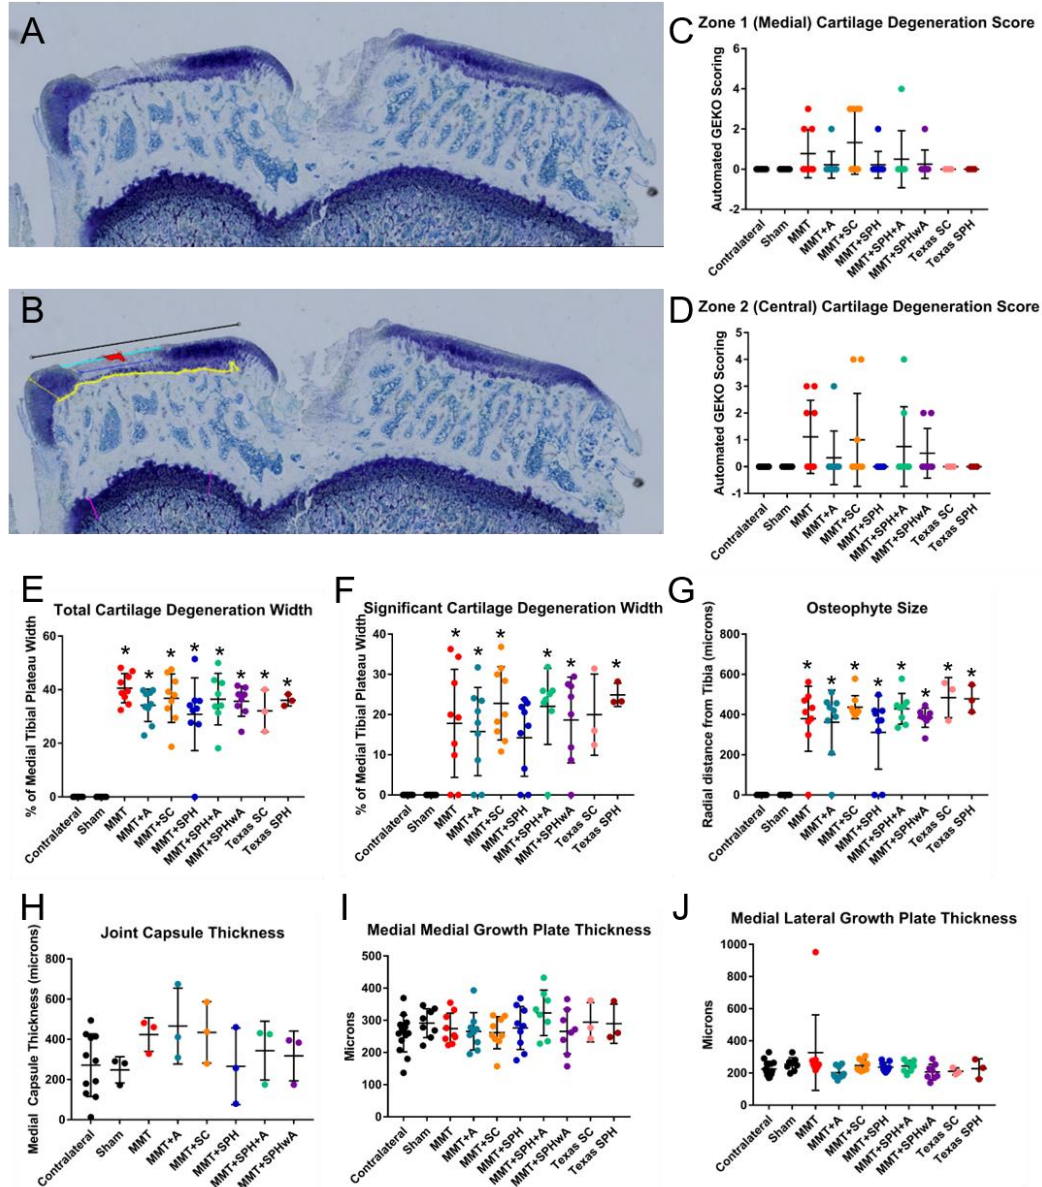 A
C Zone 1 (Medial) Cartilage Degeneration Score
Automated GEKO Scoring
6
4
2
0
-2
Contralateral
Sham
MMT
MMT+A
MMT+SC
MMT+SPH
MMT+SPH+A
MMT+SPHwA
Texas SC
Texas SPH
B
D Zone 2 (Central) Cartilage Degeneration Score
Automated GEKO Scoring
5
4
3
2
1
0
-1
Contralateral
Sham
MMT
MMT+A
MMT+SC
MMT+SPH
MMT+SPH+A
MMT+SPHwA
Texas SC
Texas SPH
E
Total Cartilage Degeneration Width
% of Medial Tibial Plateau Width
60
40
20
0
* * * * * * * *
Contralateral
Sham
MMT
MMT+A
MMT+SC
MMT+SPH
MMT+SPH+A
MMT+SPHwA
Texas SC
Texas SPH
F
Significant Cartilage Degeneration Width
% of Medial Tibial Plateau Width
40
30
20
10
0
* * * * * *
Contralateral
Sham
MMT
MMT+A
MMT+SC
MMT+SPH
MMT+SPH+A
MMT+SPHwA
Texas SC
Texas SPH
G
Osteophyte Size
Radial distance from Tibia (microns)
800
600
400
200
0
* * * * * * * *
Contralateral
Sham
MMT
MMT+A
MMT+SC
MMT+SPH
MMT+SPH+A
MMT+SPHwA
Texas SC
Texas SPH
H
Joint Capsule Thickness
Medial Capsule Thickness (microns)
800
600
400
200
0
Contralateral
Sham
MMT
MMT+A
MMT+SC
MMT+SPH
MMT+SPH+A
MMT+SPHwA
I
Medial Medial Growth Plate Thickness
Microns
500
400
300
200
100
0
Contralateral
Sham
MMT
MMT+A
MMT+SC
MMT+SPH
MMT+SPH+A
MMT+SPHwA
Texas SC
Texas SPH
J
Medial Lateral Growth Plate Thickness
Microns
1000
800
600
400
200
0
Contralateral
Sham
MMT
MMT+A
MMT+SC
MMT+SPH
MMT+SPH+A
MMT+SPHwA
Texas SC
Texas SPH